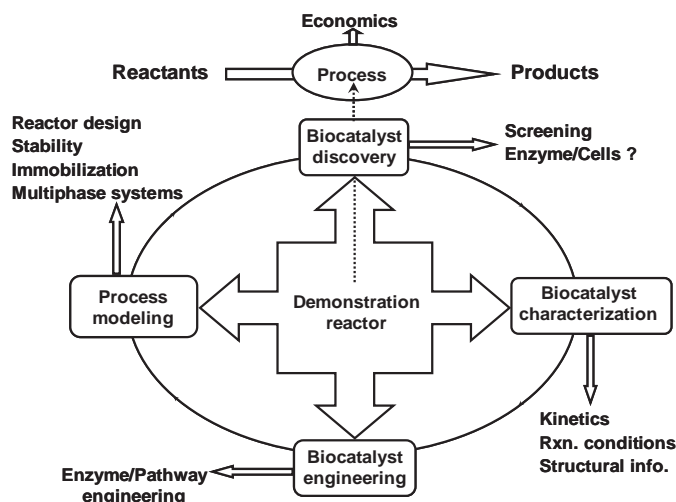 Economics
Reactants
Process
Products
Reactor design
Stability
Immobilization
Multiphase systems
Biocatalyst
discovery
Screening
Enzyme/Cells ?
Process
modeling
Demonstration
reactor
Biocatalyst
characterization
Kinetics
Rxn. conditions
Structural info.
Biocatalyst
engineering
Enzyme/Pathway
engineering